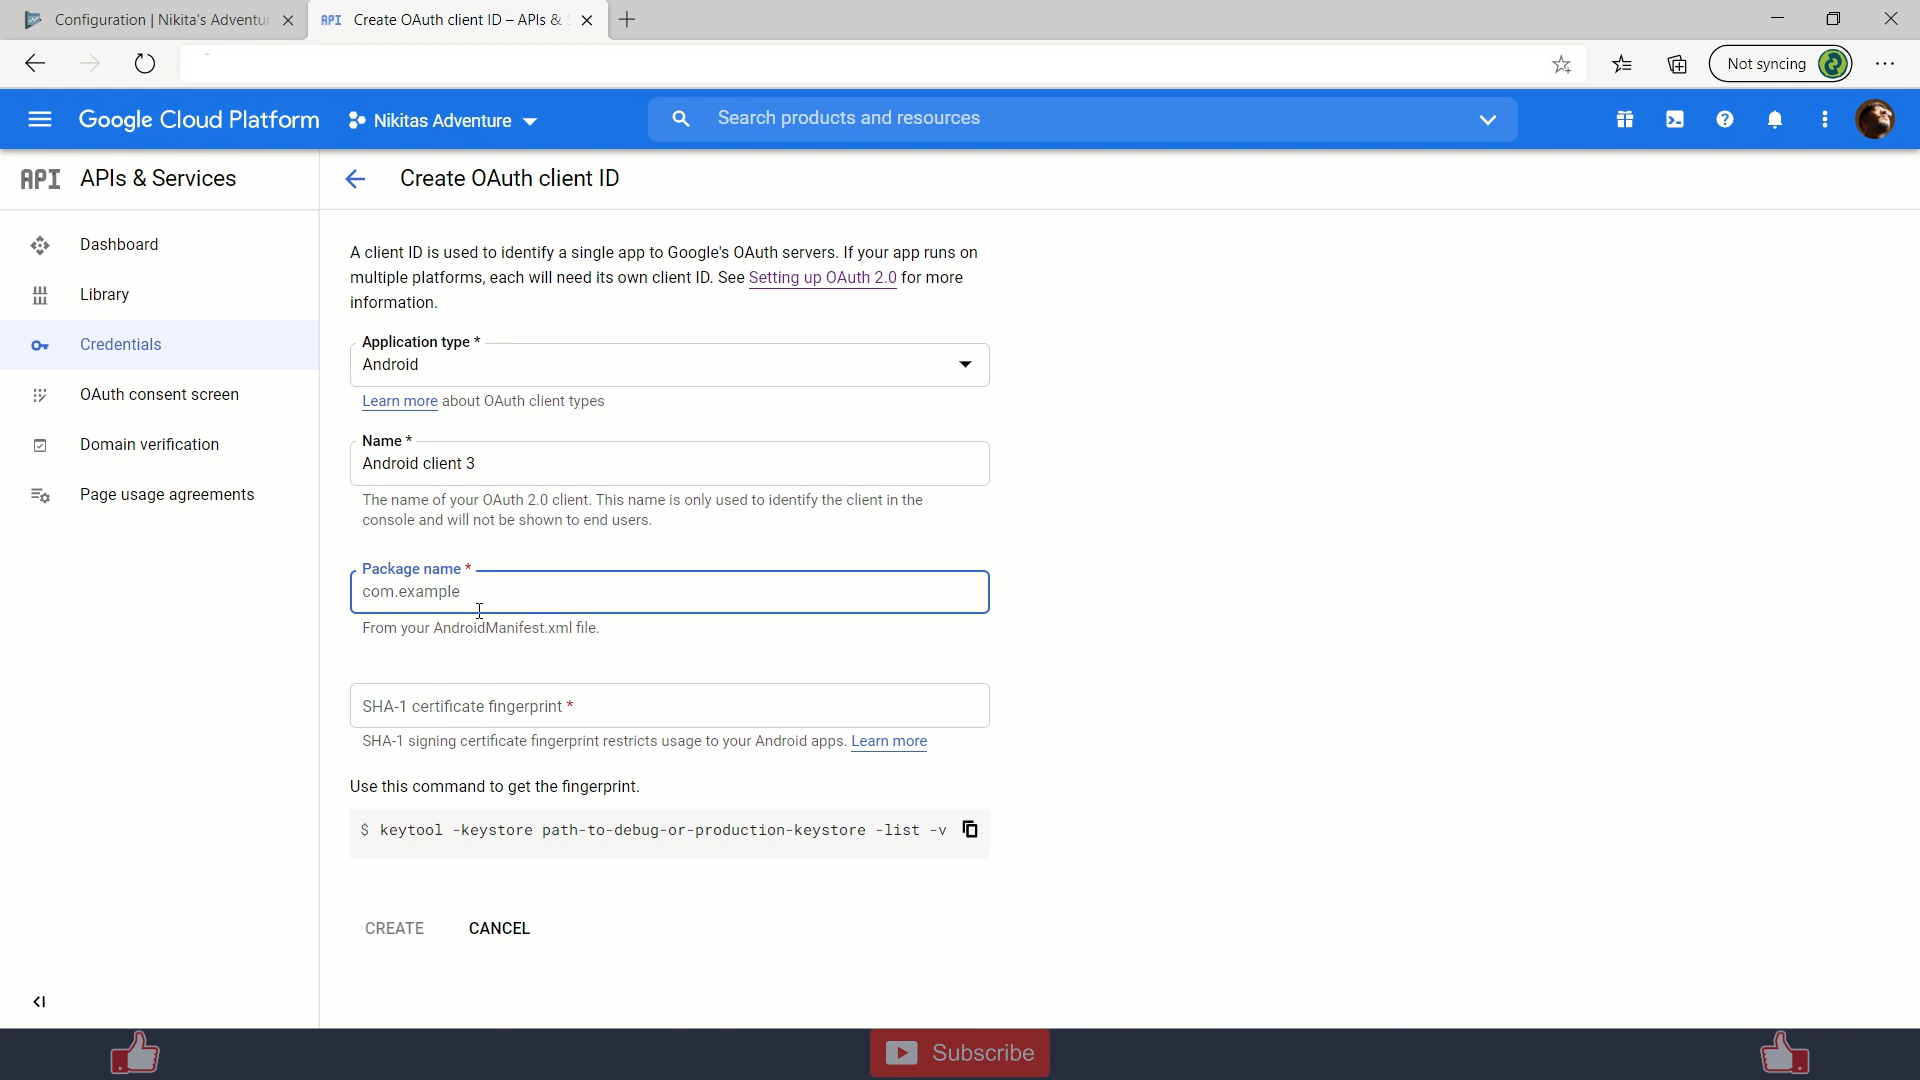 Configuration | Nikita's Adventur
API Create OAuth client ID – APIs &
Not syncing
Google Cloud Platform
Nikitas Adventure
Search products and resources
API APIs & Services
Create OAuth client ID
Dashboard
Library
Credentials
OAuth consent screen
Domain verification
Page usage agreements
A client ID is used to identify a single app to Google's OAuth servers. If your app runs on
multiple platforms, each will need its own client ID. See Setting up OAuth 2.0 for more
information.
Application type *
Android
Learn more about OAuth client types
Name *
Android client 3
The name of your OAuth 2.0 client. This name is only used to identify the client in the
console and will not be shown to end users.
Package name *
com.example
From your AndroidManifest.xml file.
SHA-1 certificate fingerprint *
SHA-1 signing certificate fingerprint restricts usage to your Android apps. Learn more
Use this command to get the fingerprint.
$ keytool -keystore path-to-debug-or-production-keystore -list -v
CREATE
CANCEL
Subscribe